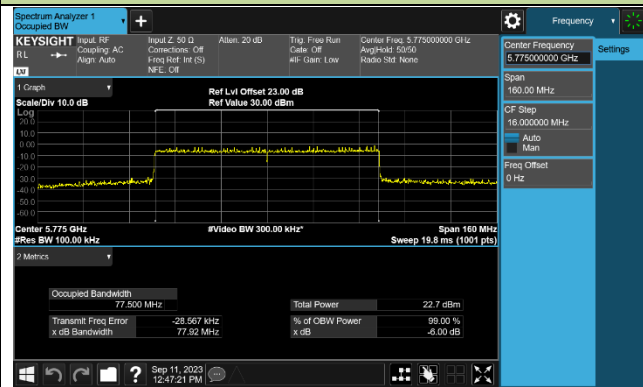 Spectrum Analyzer 1
Occupied BW
+
Frequency
KEYSIGHT
RL
LXI
Input: RF
Coupling: AC
Align: Auto
Input Z: 50 Ω
Corrections: Off
Freq Ref: Int (S)
NFE: Off
Atten: 20 dB
Trig: Free Run
Gate: Off
#IF Gain: Low
Center Freq: 5.775000000 GHz
Avg|Hold: 50/50
Radio Std: None
Center Frequency
5.775000000 GHz
Settings
Span
160.00 MHz
CF Step
16.000000 MHz
Auto
Man
Freq Offset
0 Hz
1 Graph
Scale/Div 10.0 dB
Ref Lvl Offset 23.00 dB
Ref Value 30.00 dBm
Log
20.0
10.0
0.00
-10.0
-20.0
-30.0
-40.0
-50.0
-60.0
Center 5.775 GHz
#Video BW 300.00 kHz*
Span 160 MHz
#Res BW 100.00 kHz
Sweep 19.8 ms (1001 pts)
2 Metrics
Occupied Bandwidth
77.500 MHz
Total Power
22.7 dBm
Transmit Freq Error
-28.567 kHz
% of OBW Power
99.00 %
x dB Bandwidth
77.92 MHz
x dB
-6.00 dB
?
Sep 11, 2023
12:47:21 PM